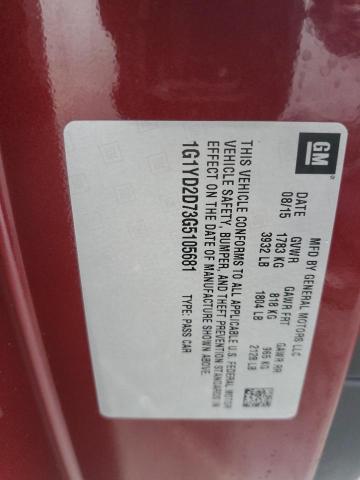 GM
MFD BY GENERAL MOTORS LLC
DATE GVWR GAWR FRT GAWR RR
08/15 1783 KG 818 KG 965 KG
3932 LB 1804 LB 2128 LB
THIS VEHICLE CONFORMS TO ALL APPLICABLE U.S. FEDERAL MOTOR
VEHICLE SAFETY, BUMPER, AND THEFT PREVENTION STANDARDS IN
EFFECT ON THE DATE OF MANUFACTURE SHOWN ABOVE.
1G1YD2D73G5105681 TYPE: PASS CAR